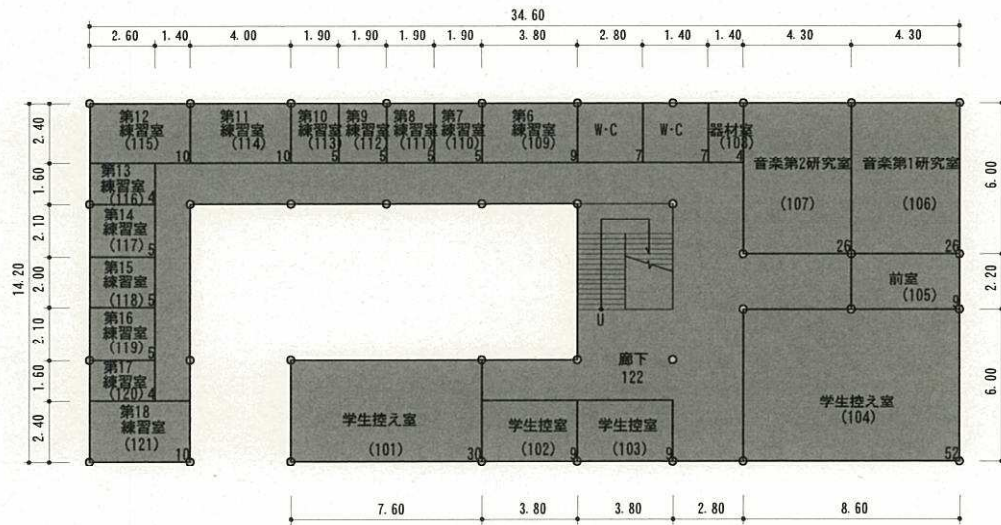 34.60
2.60 1.40 4.00 1.90 1.90 1.90 1.90 3.80 2.80 1.40 1.40 4.30 4.30
14.20
2.40
1.60
2.10
2.00
2.10
1.60
2.40
第12
練習室
(115)
10
第11
練習室
(114)
10
第10
練習室
(113)
5
第9
練習室
(112)
5
第8
練習室
(111)
5
第7
練習室
(110)
5
第6
練習室
(109)
9
W·C
7
W·C
7
器材室
(108)
4
音楽第2研究室
(107)
26
音楽第1研究室
(106)
26
第13
練習室
(116)
4
第14
練習室
(117)
5
第15
練習室
(118)
5
第16
練習室
(119)
5
第17
練習室
(120)
4
第18
練習室
(121)
10
前室
(105)
9
U
廊下
122
学生控え室
(101)
30
学生控室
(102)
9
学生控室
(103)
9
学生控え室
(104)
52
6.00
2.20
6.00
7.60 3.80 3.80 2.80 8.60